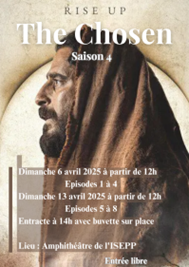 RISE UP
The Chosen
Saison 4
Dimanche 6 avril 2025 à partir de 12h
Episodes 1 à 4
Dimanche 13 avril 2025 à partir de 12h
Episodes 5 à 8
Entracte à 14h avec buvette sur place
Lieu : Amphithéâtre de l'ISEPP
Entrée libre